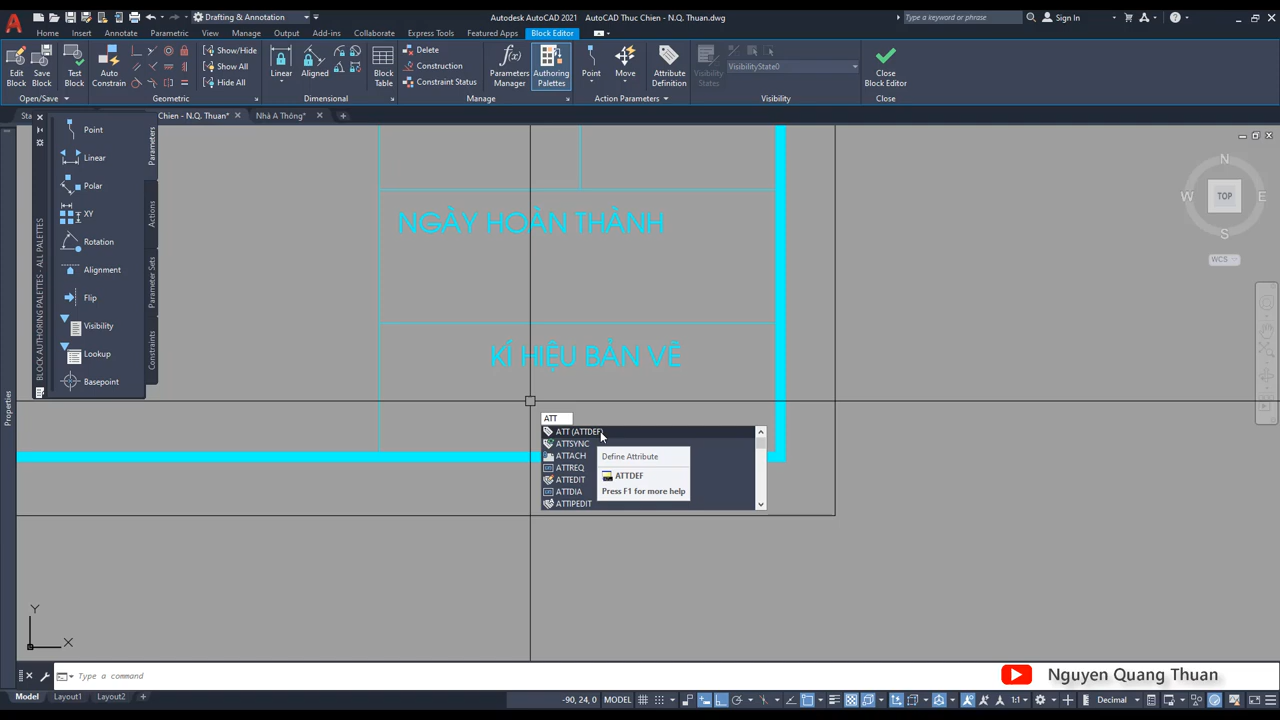 Drafting & Annotation
Autodesk AutoCAD 2021 AutoCAD Thuc Chien - N.Q. Thuan.dwg
Type a keyword or phrase
Sign In
Home Insert Annotate Parametric View Manage Output Add-ins Collaborate Express Tools Featured Apps Block Editor
Edit Block
Save Block
Test Block
Auto Constrain
Show/Hide
Show All
Hide All
Linear
Aligned
Block Table
Delete
Construction
Constraint Status
Parameters Manager
Authoring Palettes
Point
Move
Attribute Definition
Visibility States
VisibilityState0
Close Block Editor
Open/Save
Geometric
Dimensional
Manage
Action Parameters
Visibility
Close
Sta
Chien - N.Q. Thuan*
Nhà A Thông*
Point
Linear
Polar
XY
Rotation
Alignment
Flip
Visibility
Lookup
Basepoint
Parameters
Actions
Parameter Sets
Constraints
BLOCK AUTHORING PALETTES - ALL PALETTES
Properties
NGÀY HOÀN THÀNH
KÍ HIỆU BẢN VẼ
N
W
TOP
E
S
WCS
ATT
ATT (ATTDEF)
ATTSYNC
ATTACH
ATTREQ
ATTEDIT
ATTDIA
ATTIPEDIT
Define Attribute
ATTDEF
Press F1 for more help
Y
X
Type a command
Nguyen Quang Thuan
Model Layout1 Layout2
-90, 24, 0 MODEL
1:1
Decimal